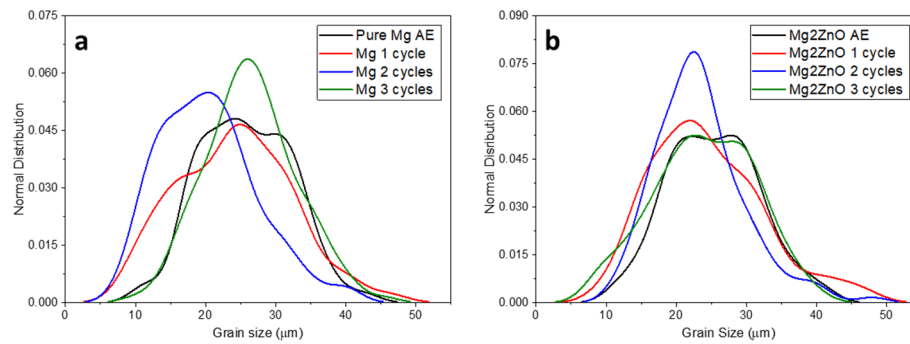 a
Pure Mg AE
Mg 1 cycle
Mg 2 cycles
Mg 3 cycles
0.075
0.060
0.045
0.030
0.015
0.000
Normal Distribution
0 10 20 30 40 50
Grain size (μm)
b
Mg2ZnO AE
Mg2ZnO 1 cycle
Mg2ZnO 2 cycles
Mg2ZnO 3 cycles
0.090
0.075
0.060
0.045
0.030
0.015
0.000
Normal Distribution
0 10 20 30 40 50
Grain Size (μm)